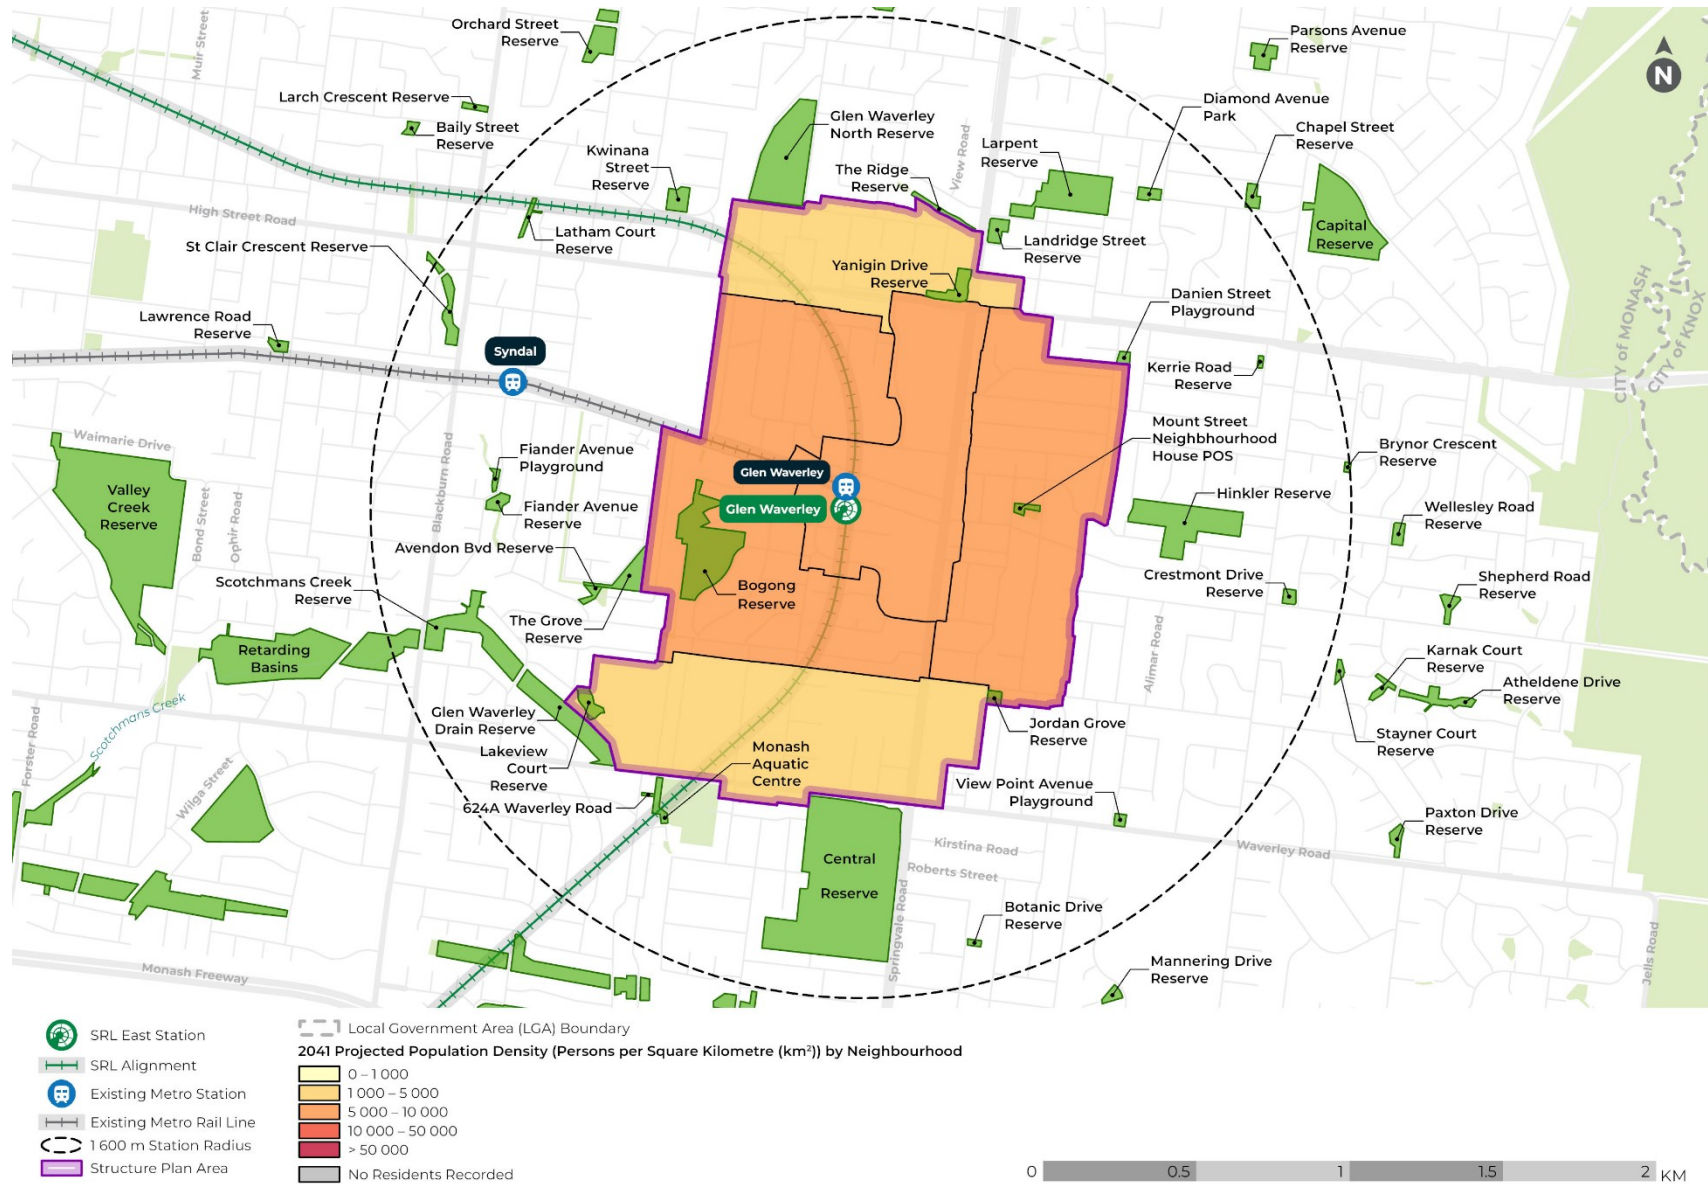 Orchard Street
Reserve
Parsons Avenue
Reserve
N
Muir Street
Larch Crescent Reserve
Baily Street
Reserve
Glen Waverley
North Reserve
Diamond Avenue
Park
Chapel Street
Reserve
Kwinana
Street
Reserve
View Road
Larpent
Reserve
The Ridge
Reserve
High Street Road
Latham Court
Reserve
St Clair Crescent Reserve
Landridge Street
Reserve
Capital
Reserve
Yanigin Drive
Reserve
Danien Street
Playground
CITY of MONASH
CITY of KNOX
Lawrence Road
Reserve
Syndal
Kerrie Road
Reserve
Waimarie Drive
Mount Street
Neighbhourhood
House POS
Brynor Crescent
Reserve
Fiander Avenue
Playground
Glen Waverley
Glen Waverley
Hinkler Reserve
Valley
Creek
Reserve
Bond Street
Ophir Road
Blackburn Road
Fiander Avenue
Reserve
Wellesley Road
Reserve
Avendon Bvd Reserve
Scotchmans Creek
Reserve
Bogong
Reserve
Crestmont Drive
Reserve
Shepherd Road
Reserve
The Grove
Reserve
Retarding
Basins
Alimar Road
Karnak Court
Reserve
Atheldene Drive
Reserve
Scotchmans Creek
Forster Road
Glen Waverley
Drain Reserve
Lakeview
Court
Reserve
Monash
Aquatic
Centre
Jordan Grove
Reserve
Stayner Court
Reserve
Wilga Street
624A Waverley Road
View Point Avenue
Playground
Paxton Drive
Reserve
Kirstina Road
Waverley Road
Central
Reserve
Roberts Street
Springvale Road
Botanic Drive
Reserve
Jells Road
Monash Freeway
Mannering Drive
Reserve
SRL East Station
SRL Alignment
Existing Metro Station
Existing Metro Rail Line
1 600 m Station Radius
Structure Plan Area
Local Government Area (LGA) Boundary
2041 Projected Population Density (Persons per Square Kilometre (km²)) by Neighbourhood
0 – 1 000
1 000 – 5 000
5 000 – 10 000
10 000 – 50 000
> 50 000
No Residents Recorded
0 0.5 1 1.5 2 KM